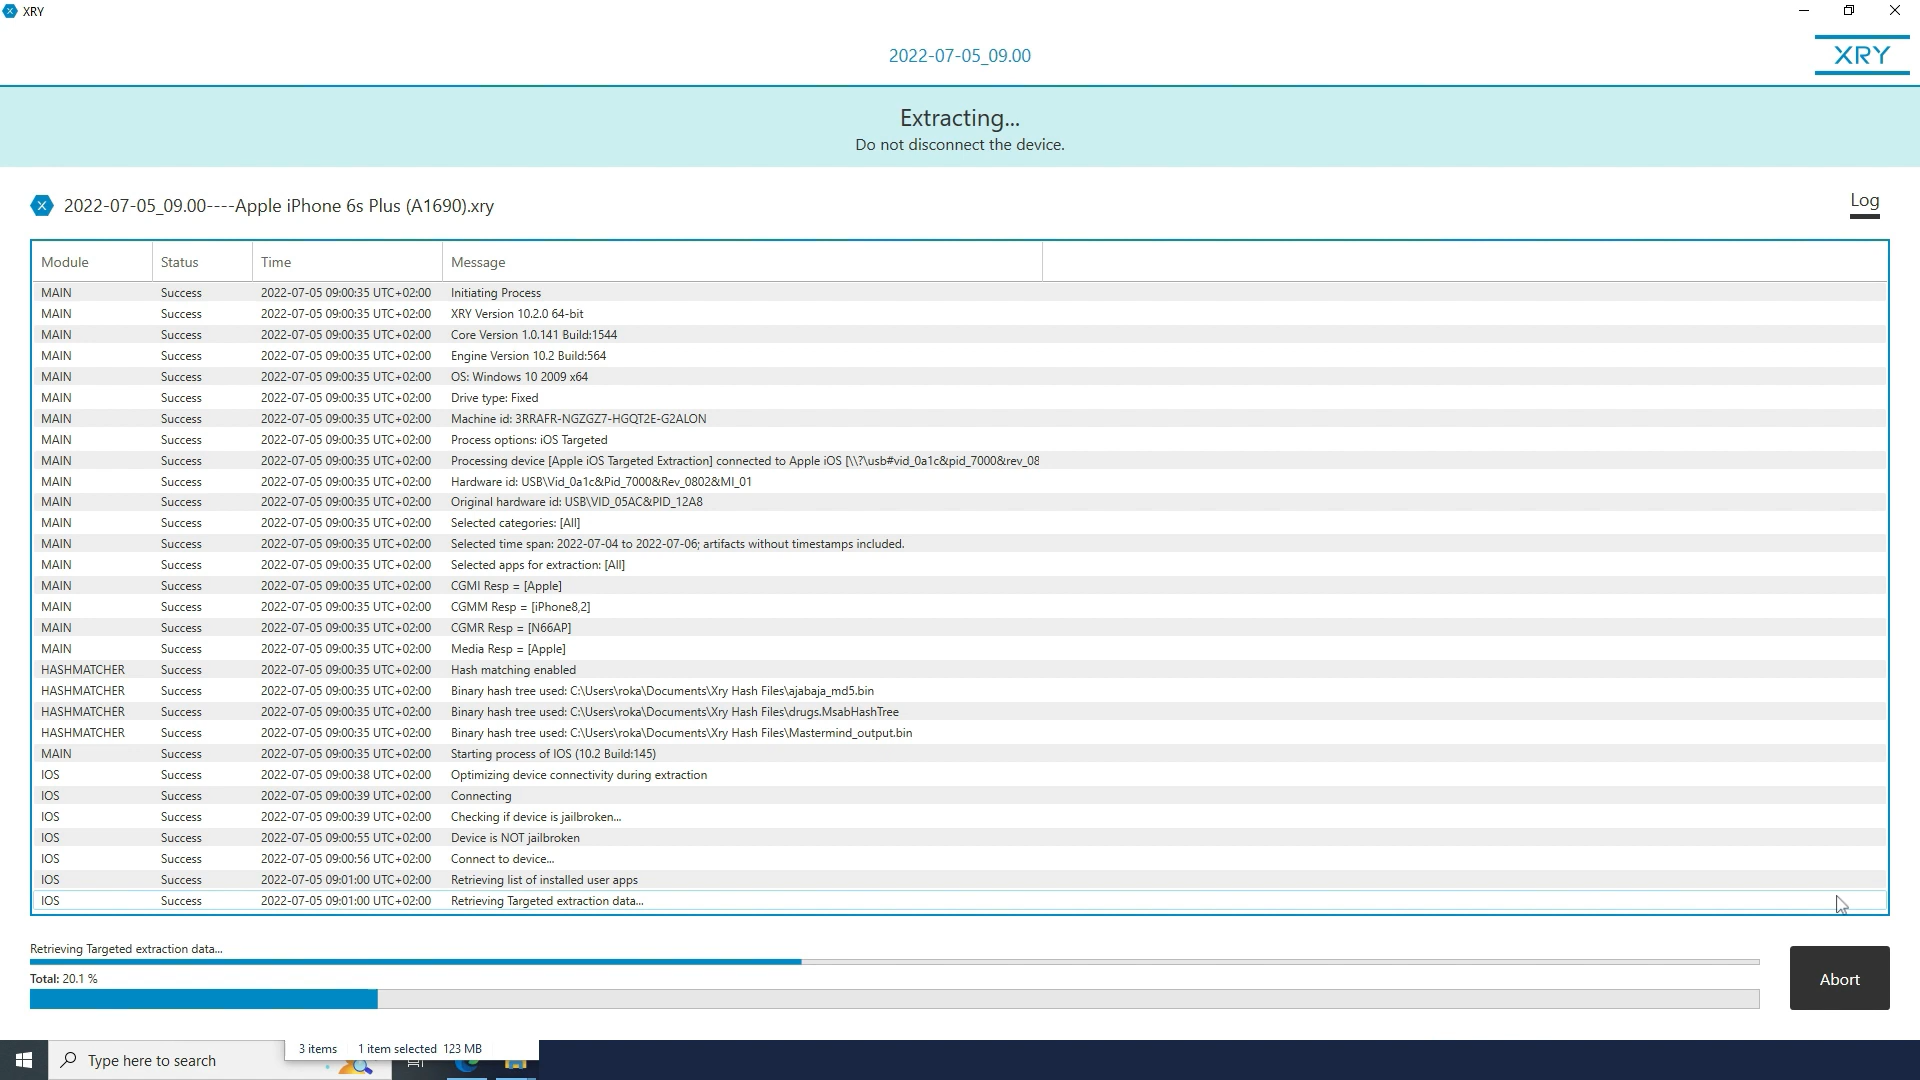 XRY
2022-07-05_09.00
XRY
Extracting...
Do not disconnect the device.
2022-07-05_09.00----Apple iPhone 6s Plus (A1690).xry
Log
Module Status Time Message
MAIN Success 2022-07-05 09:00:35 UTC+02:00 Initiating Process
MAIN Success 2022-07-05 09:00:35 UTC+02:00 XRY Version 10.2.0 64-bit
MAIN Success 2022-07-05 09:00:35 UTC+02:00 Core Version 1.0.141 Build:1544
MAIN Success 2022-07-05 09:00:35 UTC+02:00 Engine Version 10.2 Build:564
MAIN Success 2022-07-05 09:00:35 UTC+02:00 OS: Windows 10 2009 x64
MAIN Success 2022-07-05 09:00:35 UTC+02:00 Drive type: Fixed
MAIN Success 2022-07-05 09:00:35 UTC+02:00 Machine id: 3RRAFR-NGZGZ7-HGQT2E-G2ALON
MAIN Success 2022-07-05 09:00:35 UTC+02:00 Process options: iOS Targeted
MAIN Success 2022-07-05 09:00:35 UTC+02:00 Processing device [Apple iOS Targeted Extraction] connected to Apple iOS [\\?\usb#vid_0a1c&pid_7000&rev_08
MAIN Success 2022-07-05 09:00:35 UTC+02:00 Hardware id: USB\Vid_0a1c&Pid_7000&Rev_0802&MI_01
MAIN Success 2022-07-05 09:00:35 UTC+02:00 Original hardware id: USB\VID_05AC&PID_12A8
MAIN Success 2022-07-05 09:00:35 UTC+02:00 Selected categories: [All]
MAIN Success 2022-07-05 09:00:35 UTC+02:00 Selected time span: 2022-07-04 to 2022-07-06; artifacts without timestamps included.
MAIN Success 2022-07-05 09:00:35 UTC+02:00 Selected apps for extraction: [All]
MAIN Success 2022-07-05 09:00:35 UTC+02:00 CGMI Resp = [Apple]
MAIN Success 2022-07-05 09:00:35 UTC+02:00 CGMM Resp = [iPhone8,2]
MAIN Success 2022-07-05 09:00:35 UTC+02:00 CGMR Resp = [N66AP]
MAIN Success 2022-07-05 09:00:35 UTC+02:00 Media Resp = [Apple]
HASHMATCHER Success 2022-07-05 09:00:35 UTC+02:00 Hash matching enabled
HASHMATCHER Success 2022-07-05 09:00:35 UTC+02:00 Binary hash tree used: C:\Users\roka\Documents\Xry Hash Files\ajabaja_md5.bin
HASHMATCHER Success 2022-07-05 09:00:35 UTC+02:00 Binary hash tree used: C:\Users\roka\Documents\Xry Hash Files\drugs.MsabHashTree
HASHMATCHER Success 2022-07-05 09:00:35 UTC+02:00 Binary hash tree used: C:\Users\roka\Documents\Xry Hash Files\Mastermind_output.bin
MAIN Success 2022-07-05 09:00:35 UTC+02:00 Starting process of IOS (10.2 Build:145)
IOS Success 2022-07-05 09:00:38 UTC+02:00 Optimizing device connectivity during extraction
IOS Success 2022-07-05 09:00:39 UTC+02:00 Connecting
IOS Success 2022-07-05 09:00:39 UTC+02:00 Checking if device is jailbroken...
IOS Success 2022-07-05 09:00:55 UTC+02:00 Device is NOT jailbroken
IOS Success 2022-07-05 09:00:56 UTC+02:00 Connect to device...
IOS Success 2022-07-05 09:01:00 UTC+02:00 Retrieving list of installed user apps
IOS Success 2022-07-05 09:01:00 UTC+02:00 Retrieving Targeted extraction data...
Retrieving Targeted extraction data...
Total: 20.1 %
Abort
3 items 1 item selected 123 MB
Type here to search